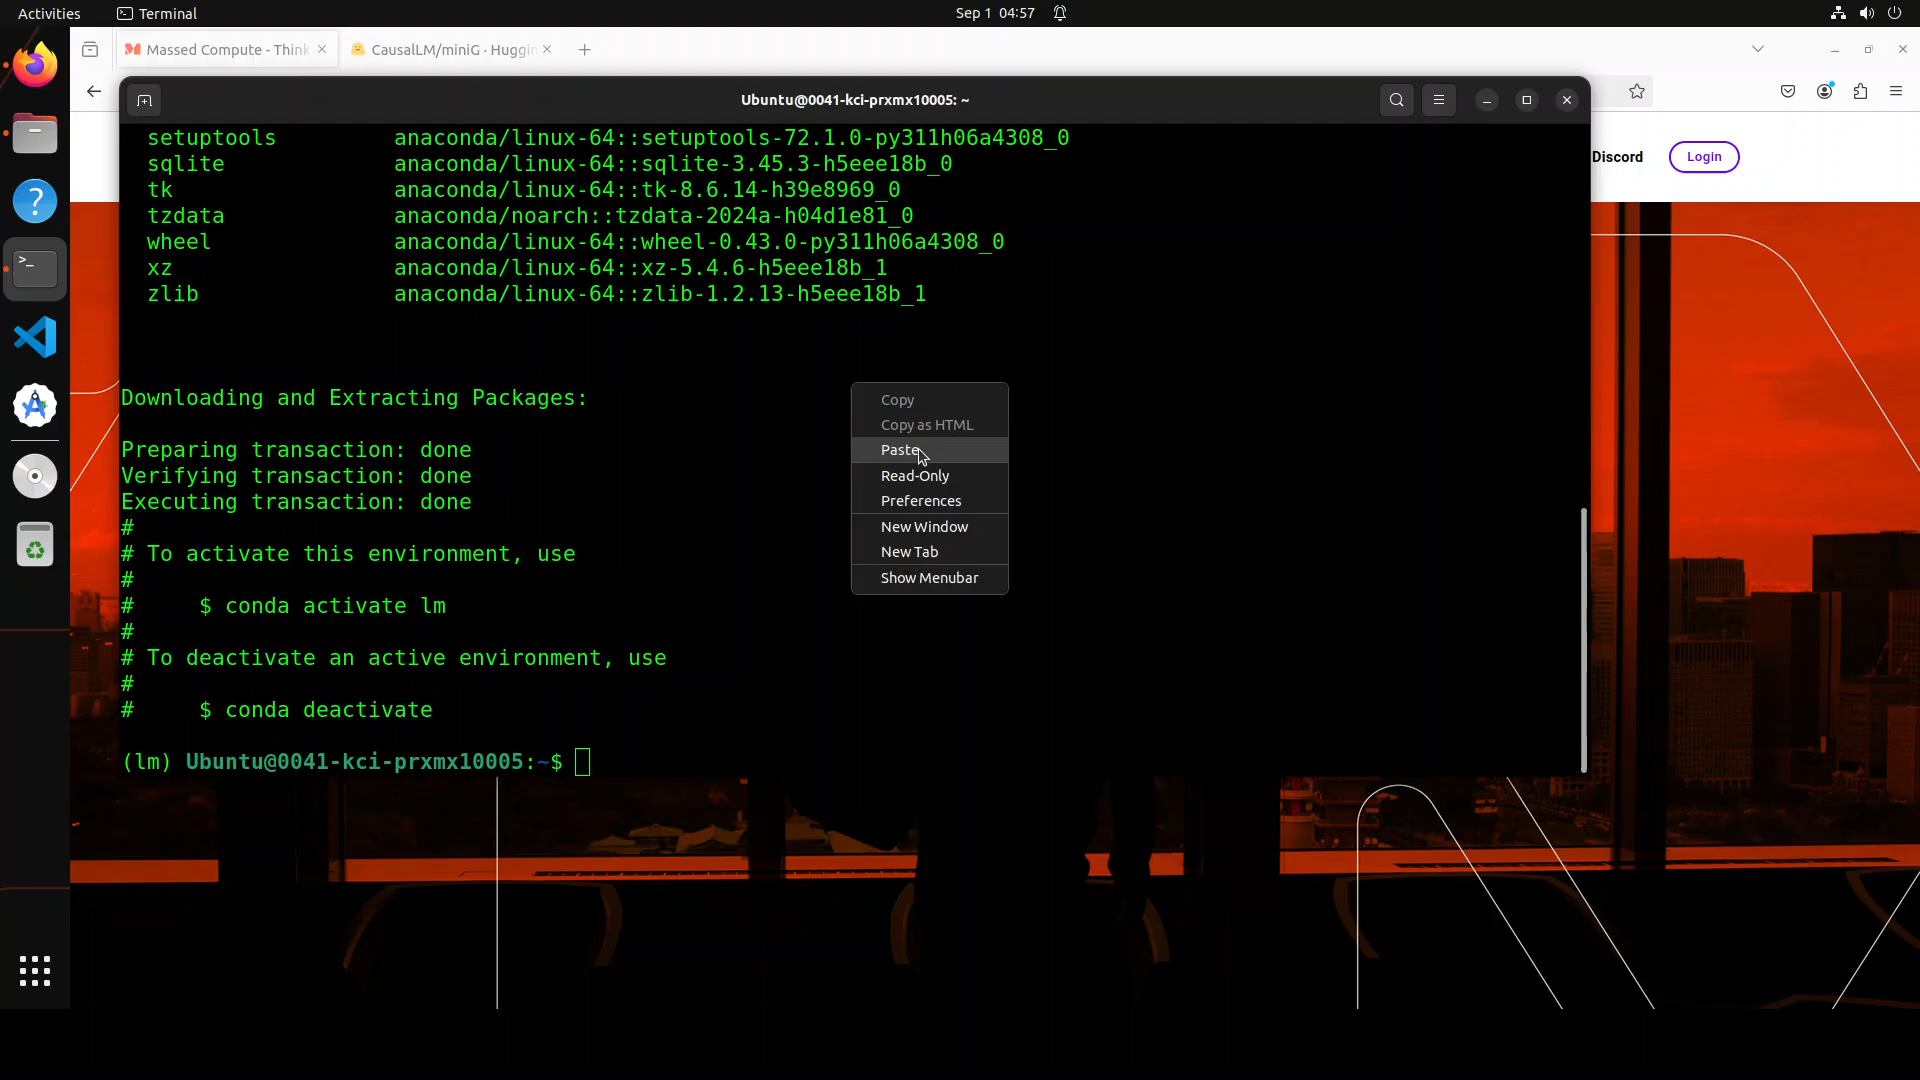 Activities
Terminal
Sep 1 04:57
Massed Compute - Think
CausalLM/miniG · Huggin
Ubuntu@0041-kci-prxmx10005: ~
Discord
Login
setuptools anaconda/linux-64::setuptools-72.1.0-py311h06a4308_0
sqlite anaconda/linux-64::sqlite-3.45.3-h5eee18b_0
tk anaconda/linux-64::tk-8.6.14-h39e8969_0
tzdata anaconda/noarch::tzdata-2024a-h04d1e81_0
wheel anaconda/linux-64::wheel-0.43.0-py311h06a4308_0
xz anaconda/linux-64::xz-5.4.6-h5eee18b_1
zlib anaconda/linux-64::zlib-1.2.13-h5eee18b_1
Downloading and Extracting Packages:
Preparing transaction: done
Verifying transaction: done
Executing transaction: done
#
# To activate this environment, use
#
# $ conda activate lm
#
# To deactivate an active environment, use
#
# $ conda deactivate
(lm) Ubuntu@0041-kci-prxmx10005:~$
Copy
Copy as HTML
Paste
Read-Only
Preferences
New Window
New Tab
Show Menubar